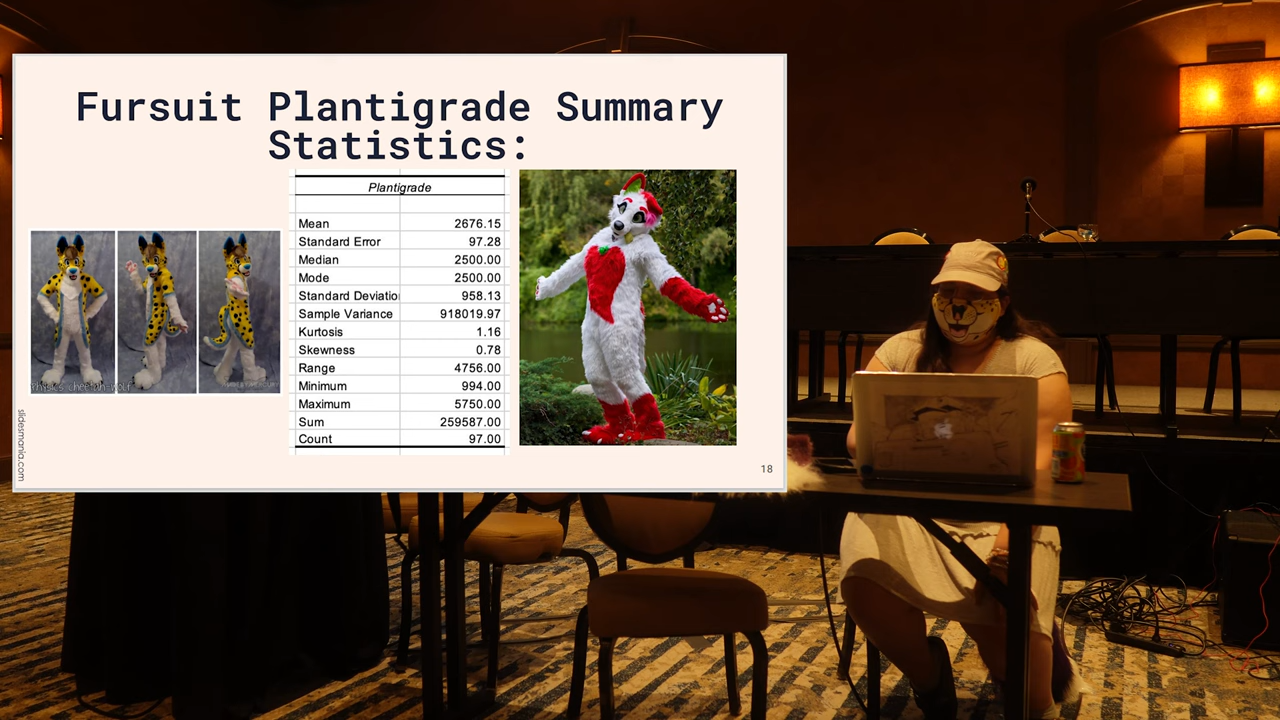 Fursuit Plantigrade Summary
Statistics:
Plantigrade
Mean 2676.15
Standard Error 97.28
Median 2500.00
Mode 2500.00
Standard Deviatio 958.13
Sample Variance 918019.97
Kurtosis 1.16
Skewness 0.78
Range 4756.00
Minimum 994.00
Maximum 5750.00
Sum 259587.00
Count 97.00
slidesmania.com
18